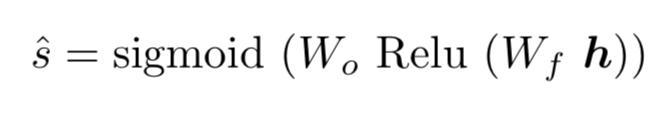 ŝ = sigmoid (W_o Relu (W_f h))